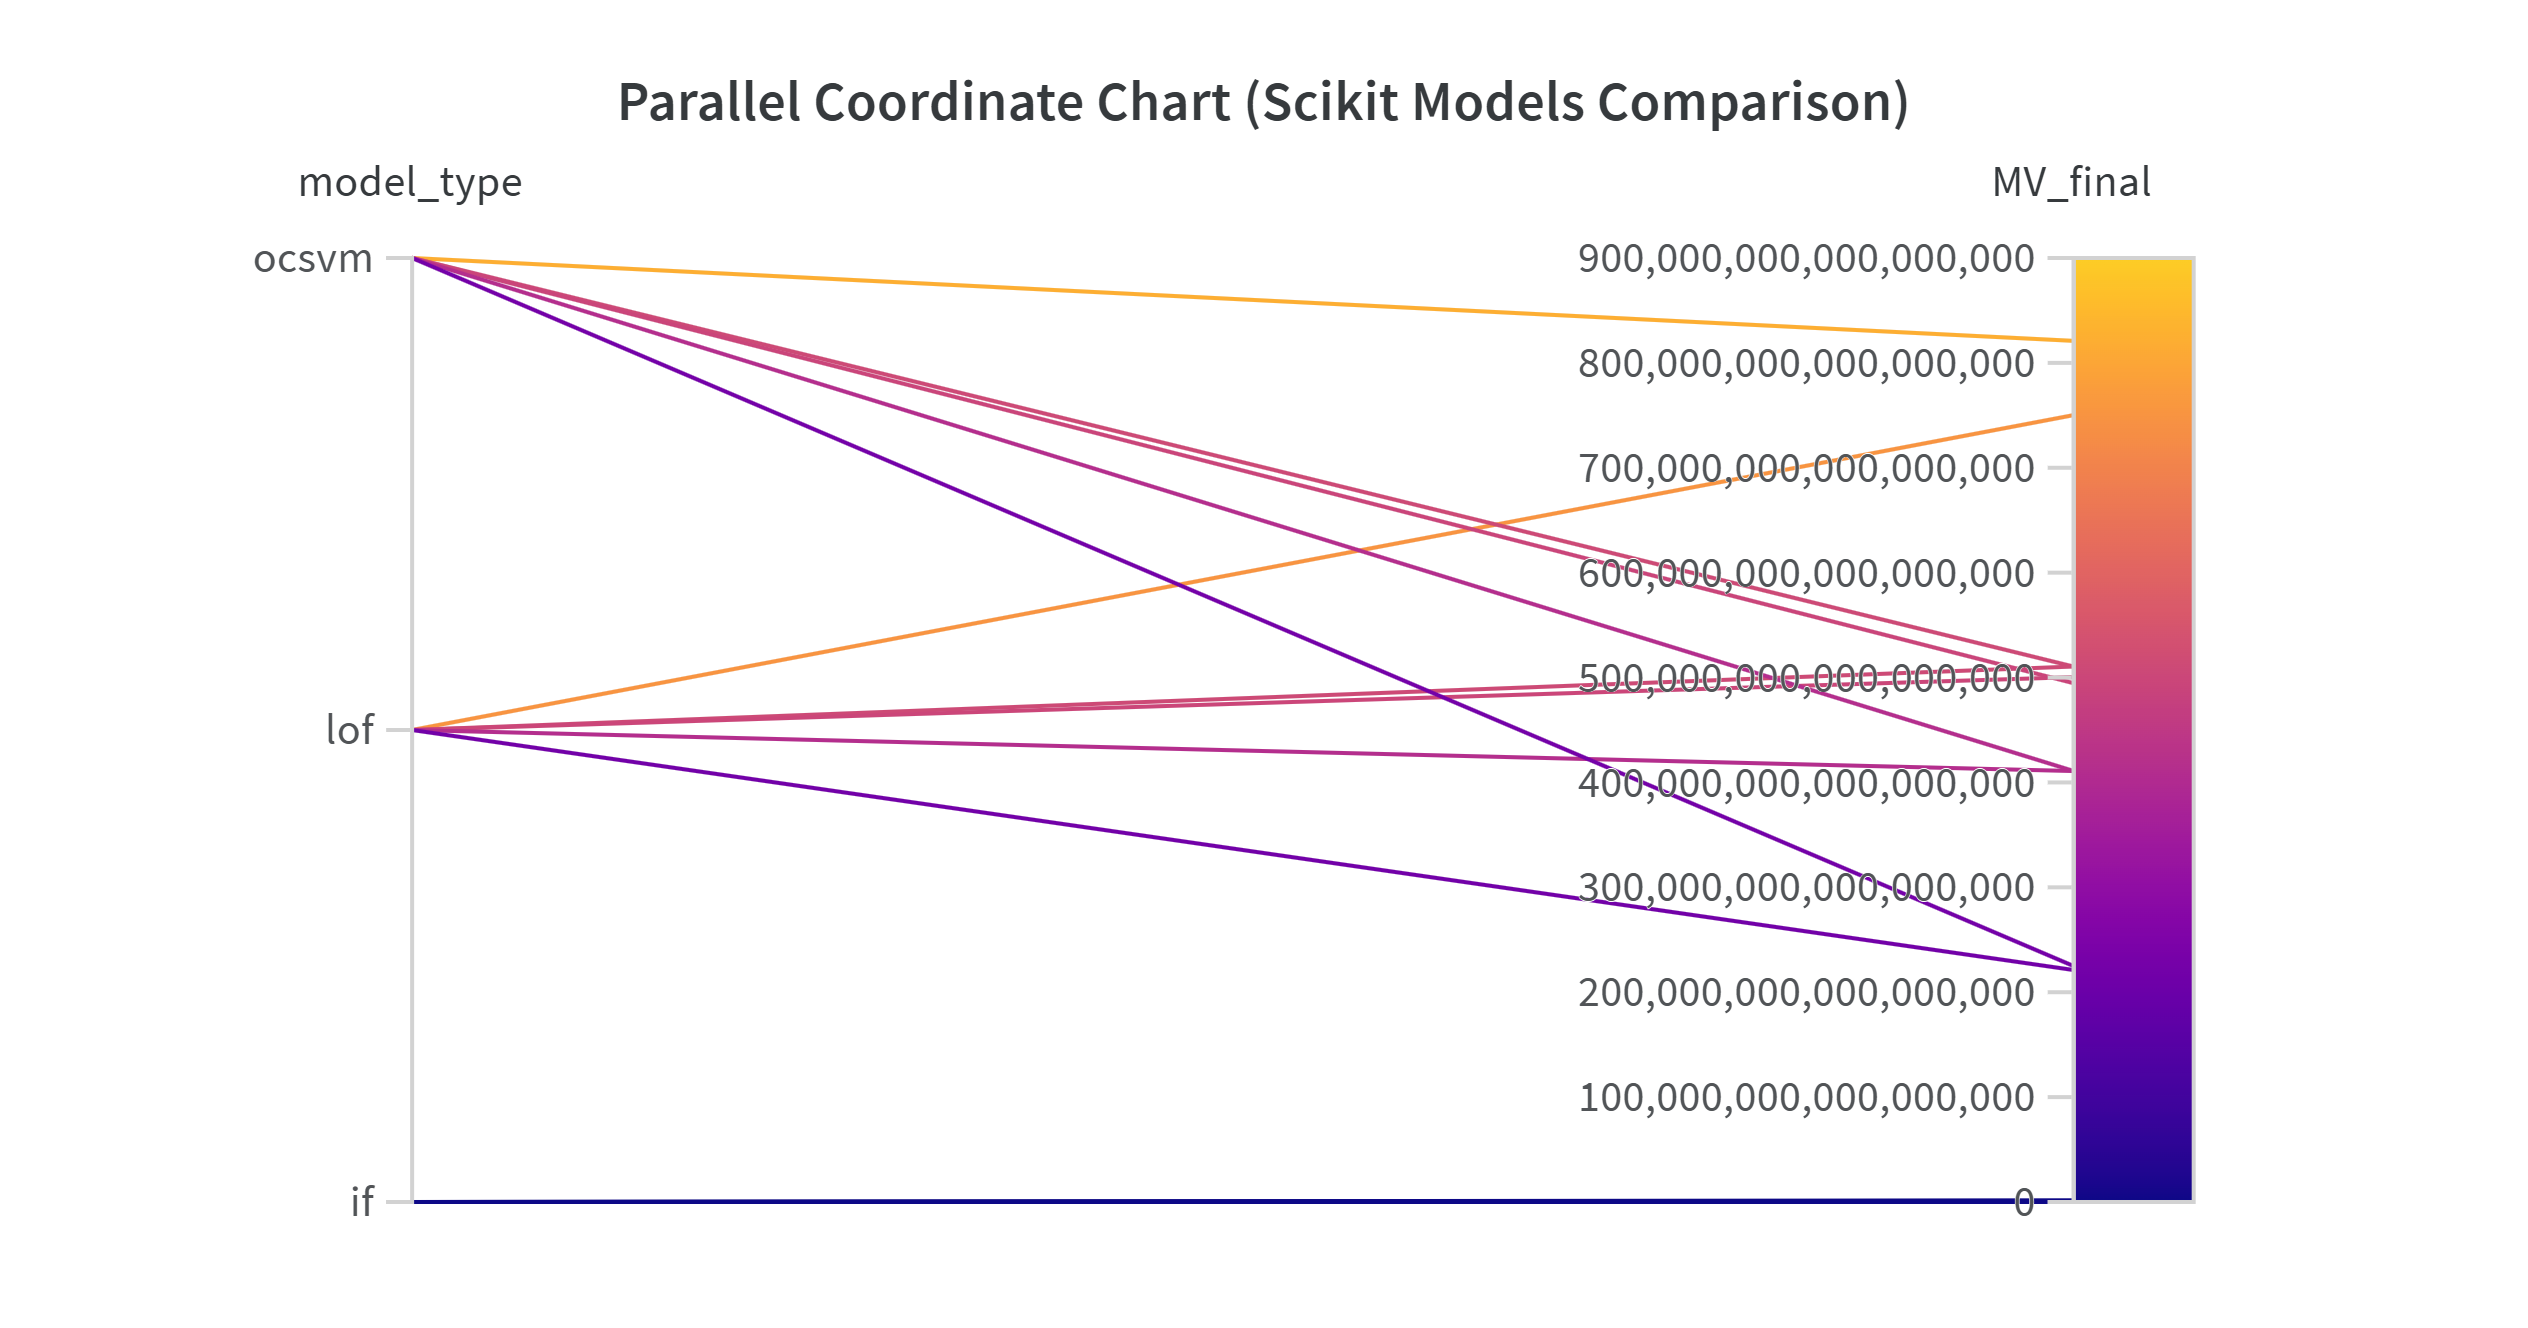 Parallel Coordinate Chart (Scikit Models Comparison)
model_type
MV_final
ocsvm
lof
if
900,000,000,000,000,000
800,000,000,000,000,000
700,000,000,000,000,000
600,000,000,000,000,000
500,000,000,000,000,000
400,000,000,000,000,000
300,000,000,000,000,000
200,000,000,000,000,000
100,000,000,000,000,000
0